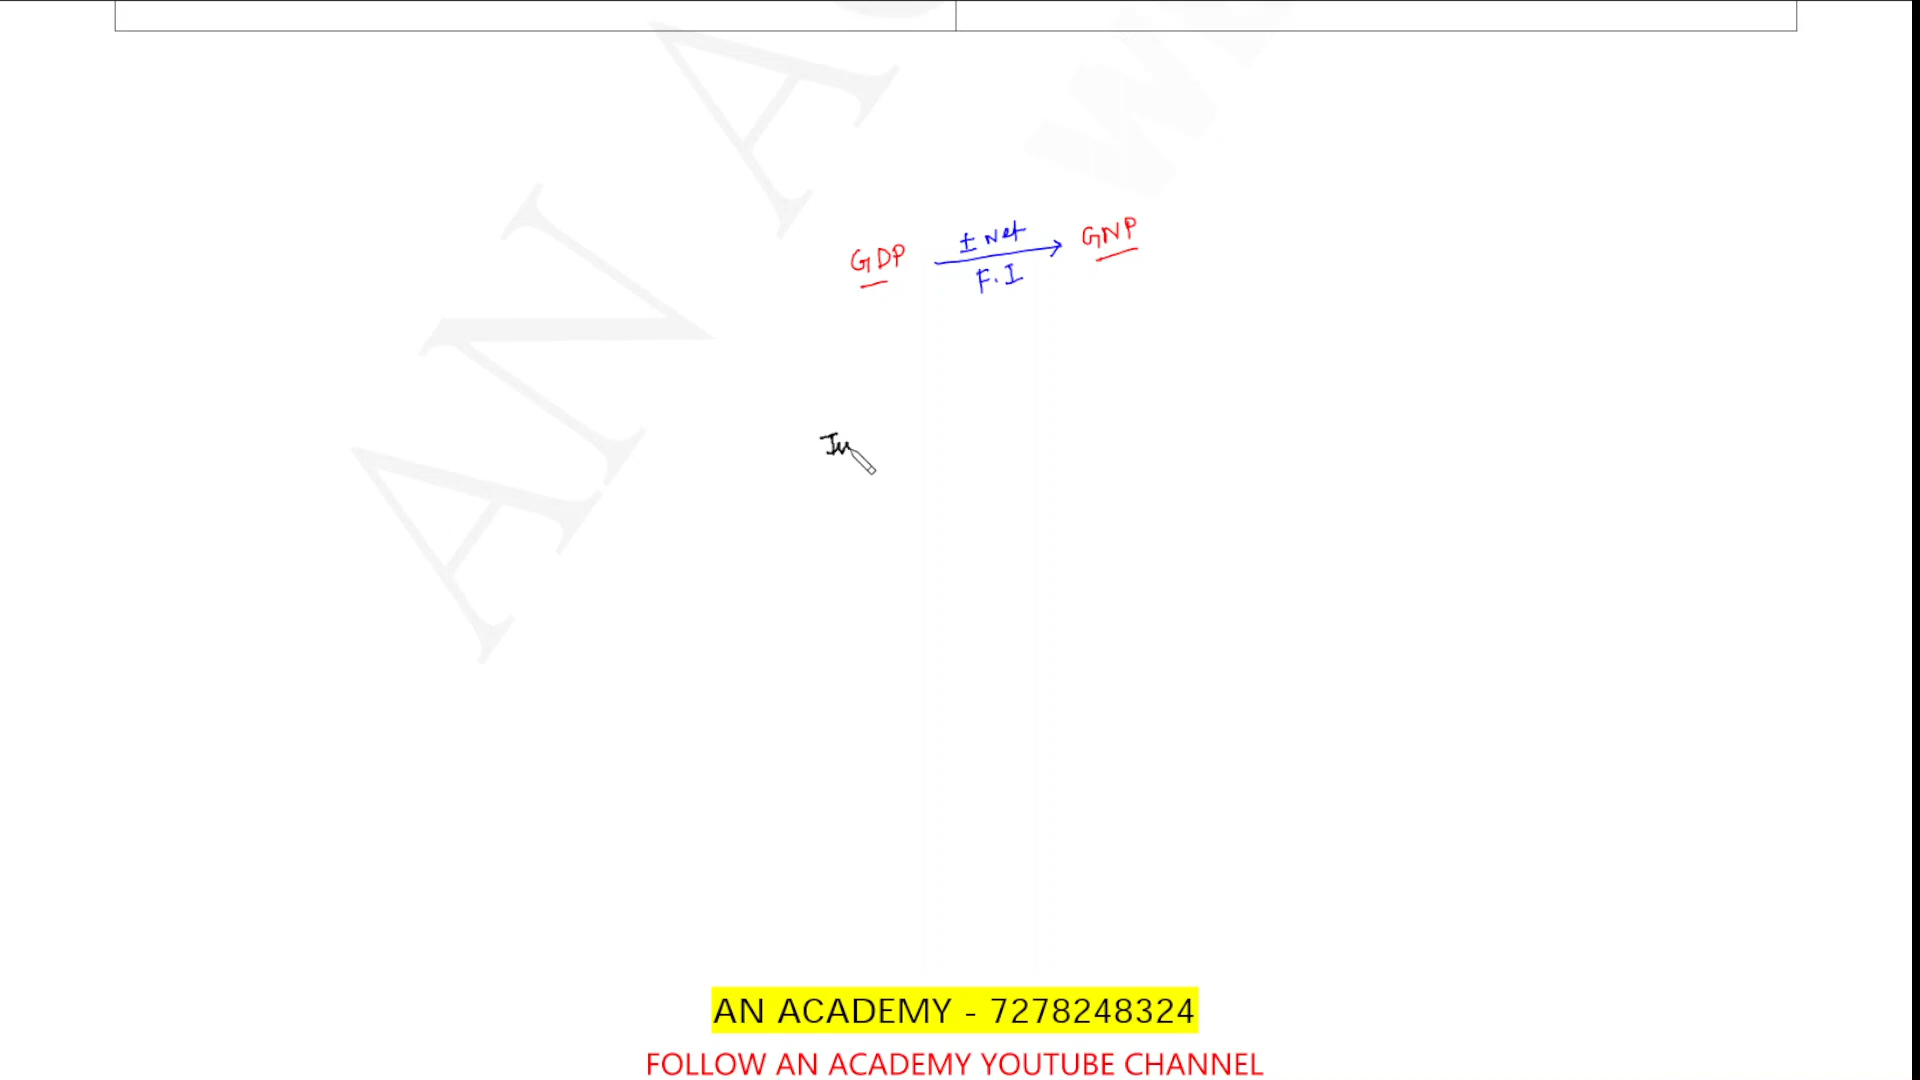 GDP ± Net F.I GNP
AN ACADEMY - 7278248324
FOLLOW AN ACADEMY YOUTUBE CHANNEL